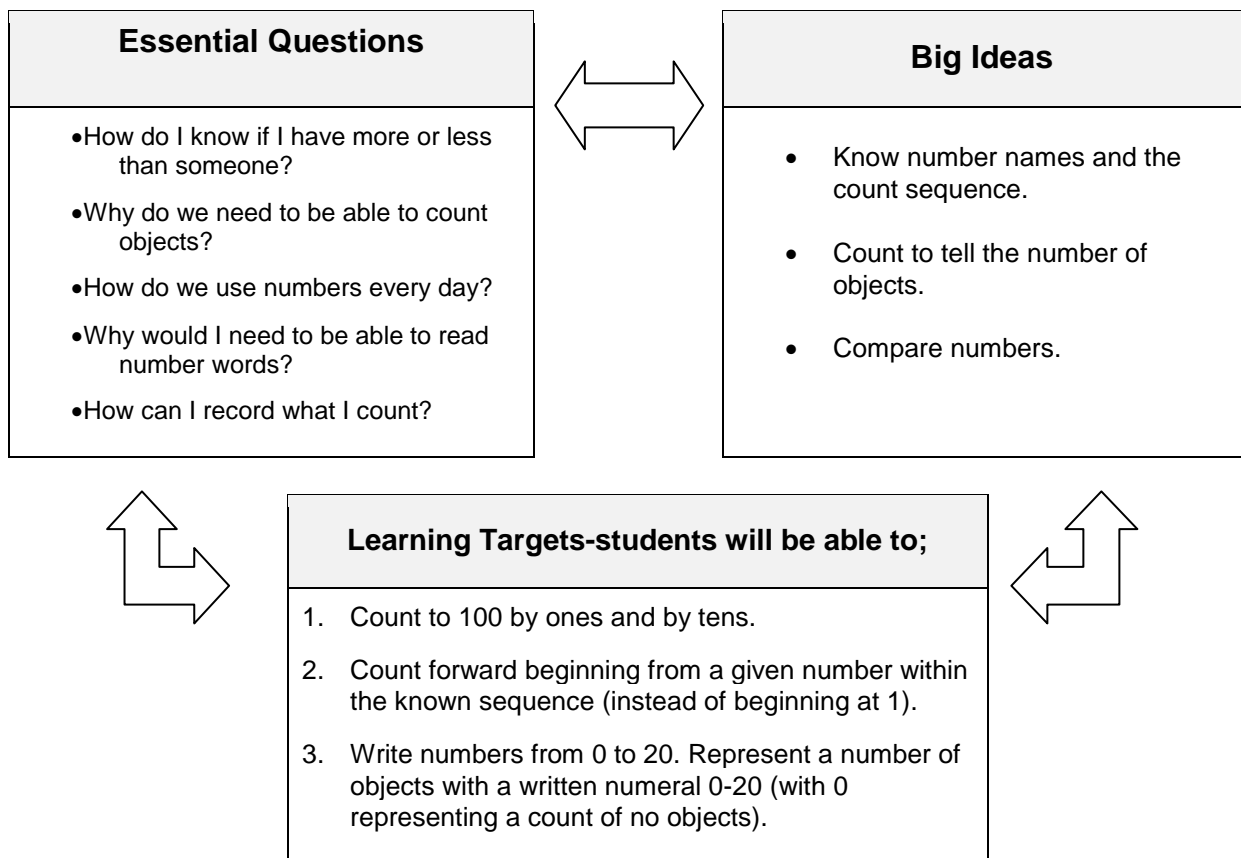 Essential Questions
•How do I know if I have more or less
than someone?
•Why do we need to be able to count
objects?
•How do we use numbers every day?
•Why would I need to be able to read
number words?
•How can I record what I count?
Big Ideas
• Know number names and the
count sequence.
• Count to tell the number of
objects.
• Compare numbers.
Learning Targets-students will be able to;
1. Count to 100 by ones and by tens.
2. Count forward beginning from a given number within
the known sequence (instead of beginning at 1).
3. Write numbers from 0 to 20. Represent a number of
objects with a written numeral 0-20 (with 0
representing a count of no objects).